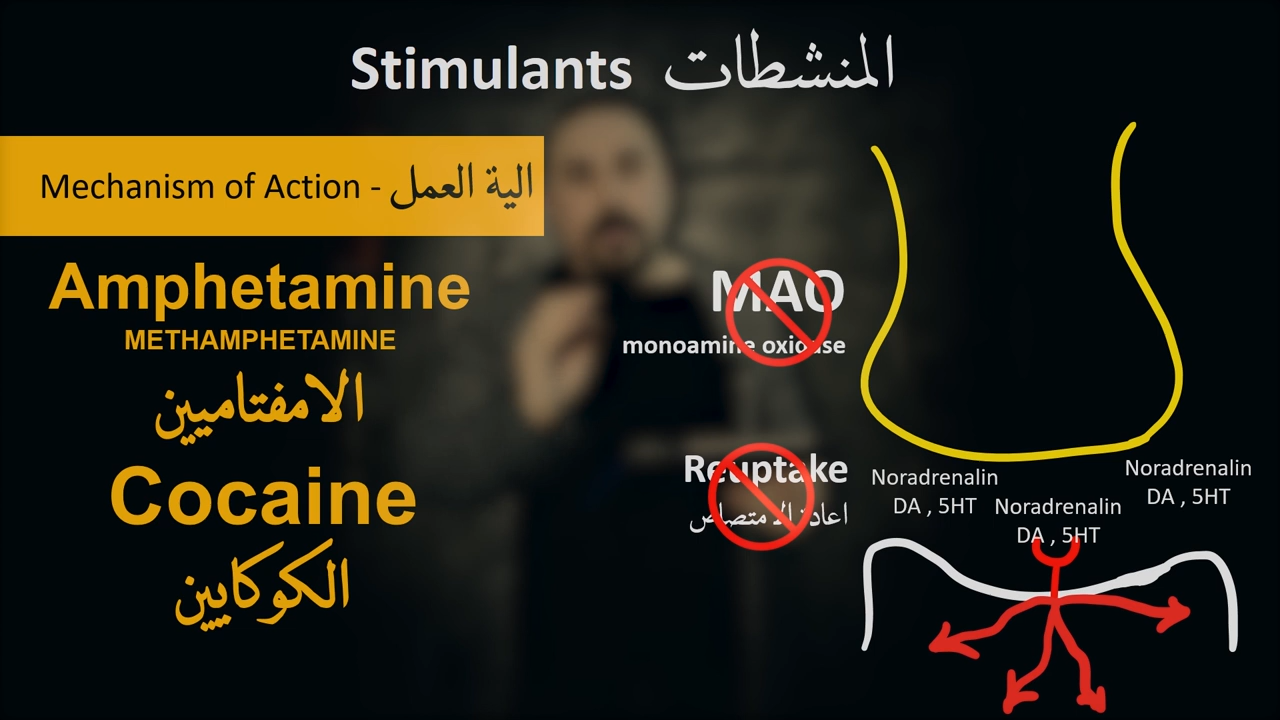 Stimulants المنشطات
Mechanism of Action - الية العمل
Amphetamine
METHAMPHETAMINE
الامفتاميين
Cocaine
الكوكايين
MAO
monoamine oxidase
Reuptake
اعادة الامتصاص
Noradrenalin
DA , 5HT
Noradrenalin
DA , 5HT
Noradrenalin
DA , 5HT